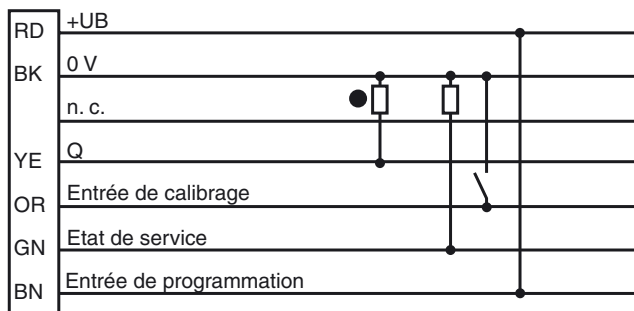 RD +UB
BK 0 V
n. c.
YE Q
OR Entrée de calibrage
GN Etat de service
BN Entrée de programmation